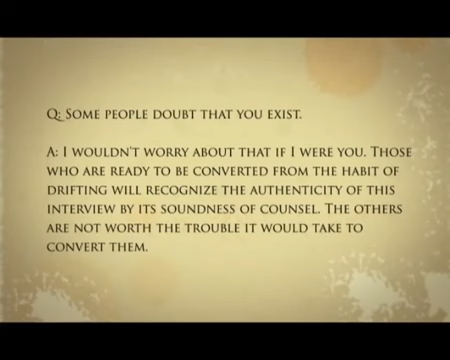 Q: Some people doubt that you exist.
A: I wouldn't worry about that if I were you. Those
who are ready to be converted from the habit of
drifting will recognize the authenticity of this
interview by its soundness of counsel. The others
are not worth the trouble it would take to
convert them.